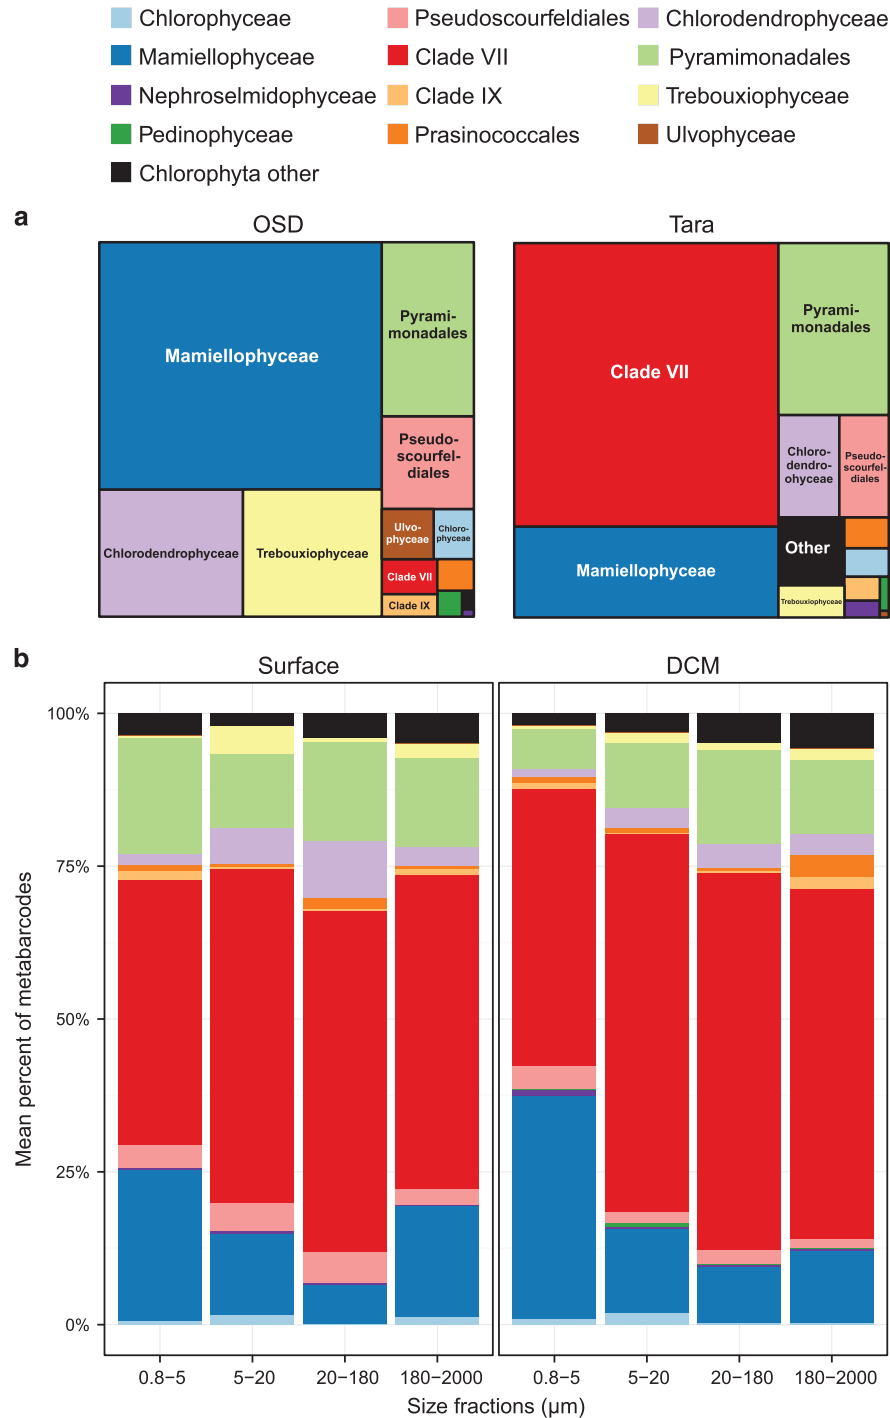 Chlorophyceae
Pseudoscourfeldiales
Chlorodendrophyceae
Mamiellophyceae
Clade VII
Pyramimonadales
Nephroselmidophyceae
Clade IX
Trebouxiophyceae
Pedinophyceae
Prasinococcales
Ulvophyceae
Chlorophyta other
a
OSD
Tara
Mamiellophyceae
Pyrami-
monadales
Pseudo-
scourfel-
diales
Chlorodendrophyceae
Trebouxiophyceae
Ulvo-
phyceae
Chloro-
phyceae
Clade VII
Clade IX
Clade VII
Pyrami-
monadales
Chloro-
dendro-
ohyceae
Pseudo-
scourfel-
diales
Mamiellophyceae
Other
Trebouxiophyceae
b
Surface
DCM
Mean percent of metabarcodes
100%
75%
50%
25%
0%
0.8−5
5−20
20−180
180−2000
0.8−5
5−20
20−180
180−2000
Size fractions (µm)